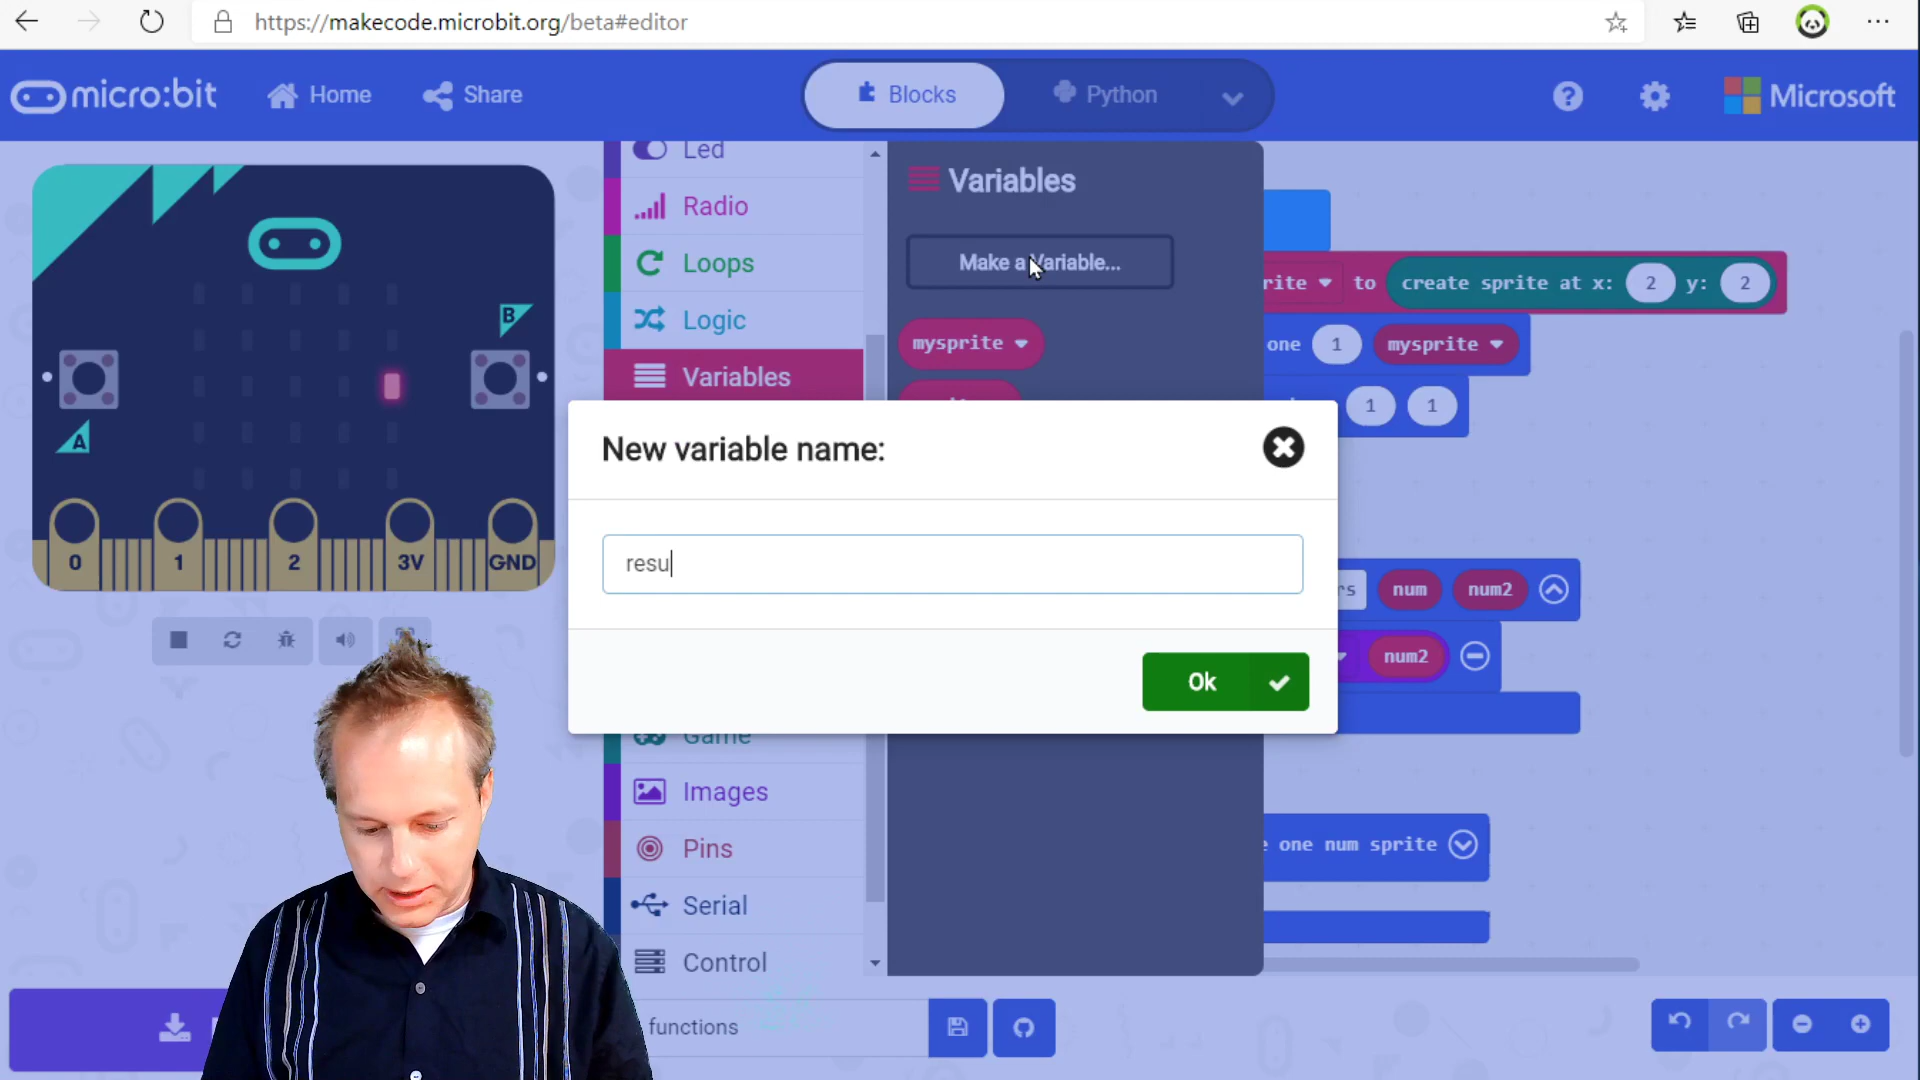 https://makecode.microbit.org/beta#editor
micro:bit
Home
Share
Blocks
Python
Microsoft
Led
Radio
Loops
Logic
Variables
Game
Images
Pins
Serial
Control
Variables
Make a Variable...
mysprite
to create sprite at x: 2 y: 2
one 1 mysprite
1 1
num num2
num2
one num sprite
New variable name:
resu
Ok
B
A
0 1 2 3V GND
functions